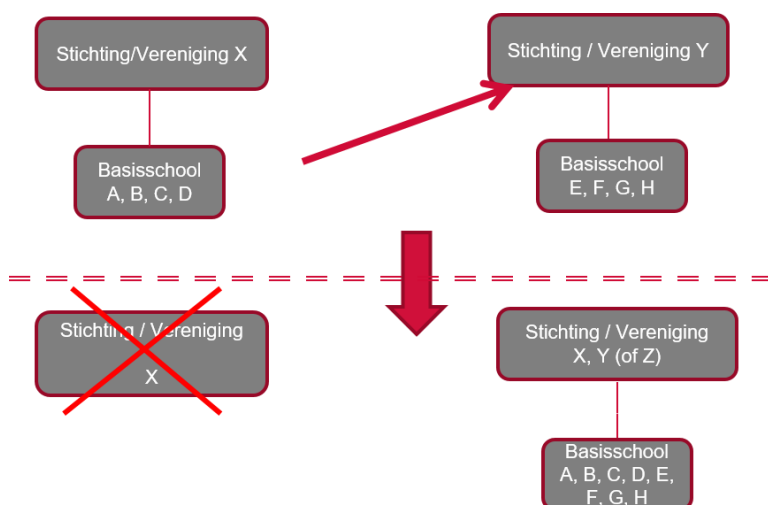 Stichting/Vereniging X
Stichting / Vereniging Y
Basisschool
A, B, C, D
Basisschool
E, F, G, H
Stichting / Vereniging
X
Stichting / Vereniging
X, Y (of Z)
Basisschool
A, B, C, D, E,
F, G, H